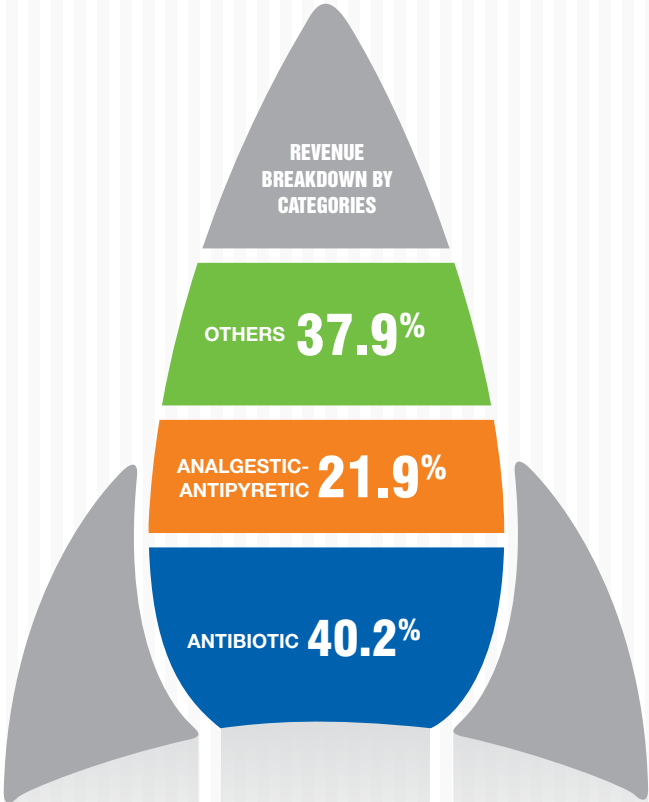 REVENUE
BREAKDOWN BY
CATEGORIES
OTHERS 37.9%
ANALGESTIC-
ANTIPYRETIC 21.9%
ANTIBIOTIC 40.2%